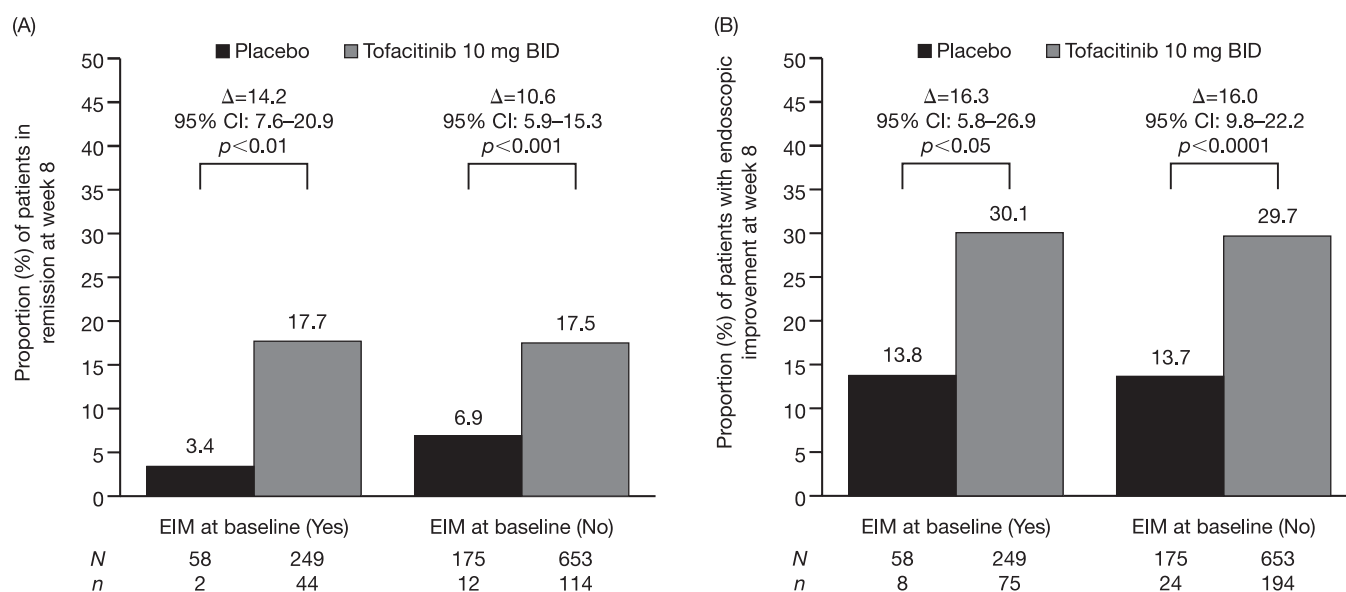 (A)
Placebo Tofacitinib 10 mg BID
Proportion (%) of patients in
remission at week 8
50
45
40
35
30
25
20
15
10
5
0
Δ=14.2
95% CI: 7.6–20.9
p<0.01
Δ=10.6
95% CI: 5.9–15.3
p<0.001
3.4
17.7
6.9
17.5
EIM at baseline (Yes) EIM at baseline (No)
N 58 249 175 653
n 2 44 12 114
(B)
Placebo Tofacitinib 10 mg BID
Proportion (%) of patients with endoscopic
improvement at week 8
50
45
40
35
30
25
20
15
10
5
0
Δ=16.3
95% CI: 5.8–26.9
p<0.05
Δ=16.0
95% CI: 9.8–22.2
p<0.0001
13.8
30.1
13.7
29.7
EIM at baseline (Yes) EIM at baseline (No)
N 58 249 175 653
n 8 75 24 194